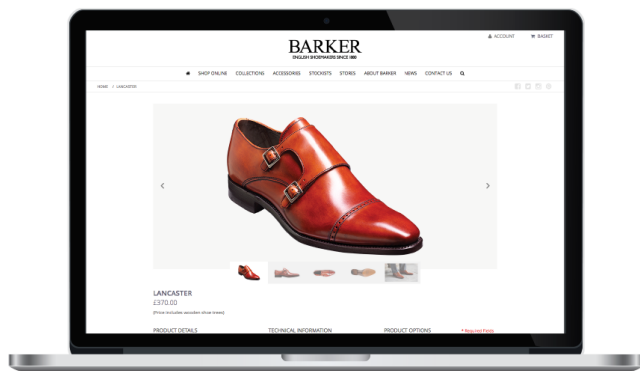 ACCOUNT
BASKET
BARKER
ENGLISH SHOEMAKERS SINCE 1880
SHOP ONLINE
COLLECTIONS
ACCESSORIES
STOCKISTS
STORES
ABOUT BARKER
NEWS
CONTACT US
HOME / LANCASTER
LANCASTER
£370.00
(Price includes wooden shoe trees)
PRODUCT DETAILS
TECHNICAL INFORMATION
PRODUCT OPTIONS
* Required Fields